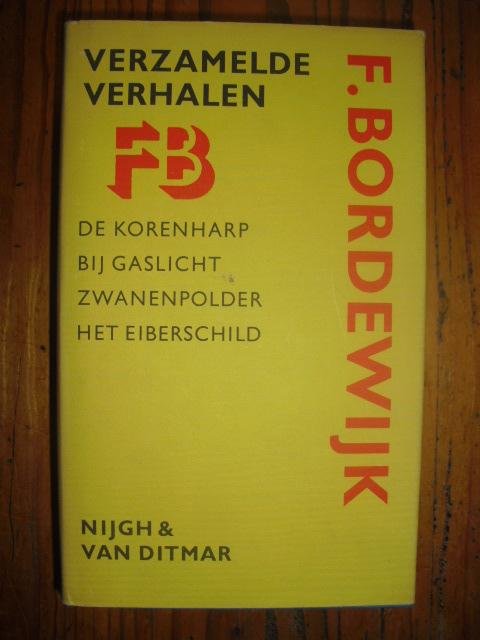 VERZAMELDE
VERHALEN
FB
DE KORENHARP
BIJ GASLICHT
ZWANENPOLDER
HET EIBERSCHILD
F. BORDEWIJK
NIJGH &
VAN DITMAR